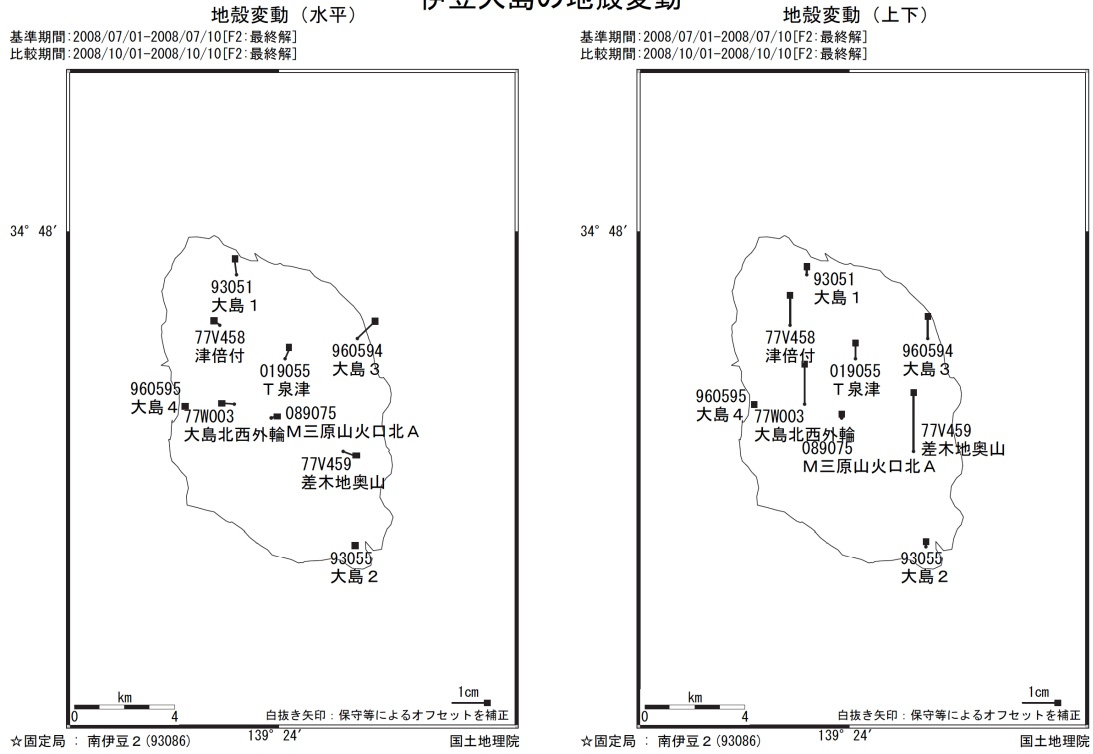 伊豆大島の地殻変動
地殻変動（水平）
基準期間:2008/07/01-2008/07/10[F2:最終解]
比較期間:2008/10/01-2008/10/10[F2:最終解]
34° 48′
93051
大島１
77V458
津倍付
960594
大島３
019055
Ｔ泉津
960595
大島４
77W003
大島北西外輪
089075
Ｍ三原山火口北Ａ
77V459
差木地奥山
93055
大島２
km
0 4
1cm
白抜き矢印：保守等によるオフセットを補正
139° 24′
☆固定局 ：南伊豆２(93086)
国土地理院
地殻変動（上下）
基準期間:2008/07/01-2008/07/10[F2:最終解]
比較期間:2008/10/01-2008/10/10[F2:最終解]
34° 48′
93051
大島１
77V458
津倍付
960594
大島３
019055
Ｔ泉津
960595
大島４
77W003
大島北西外輪
089075
Ｍ三原山火口北Ａ
77V459
差木地奥山
93055
大島２
km
0 4
1cm
白抜き矢印：保守等によるオフセットを補正
139° 24′
☆固定局 ：南伊豆２(93086)
国土地理院